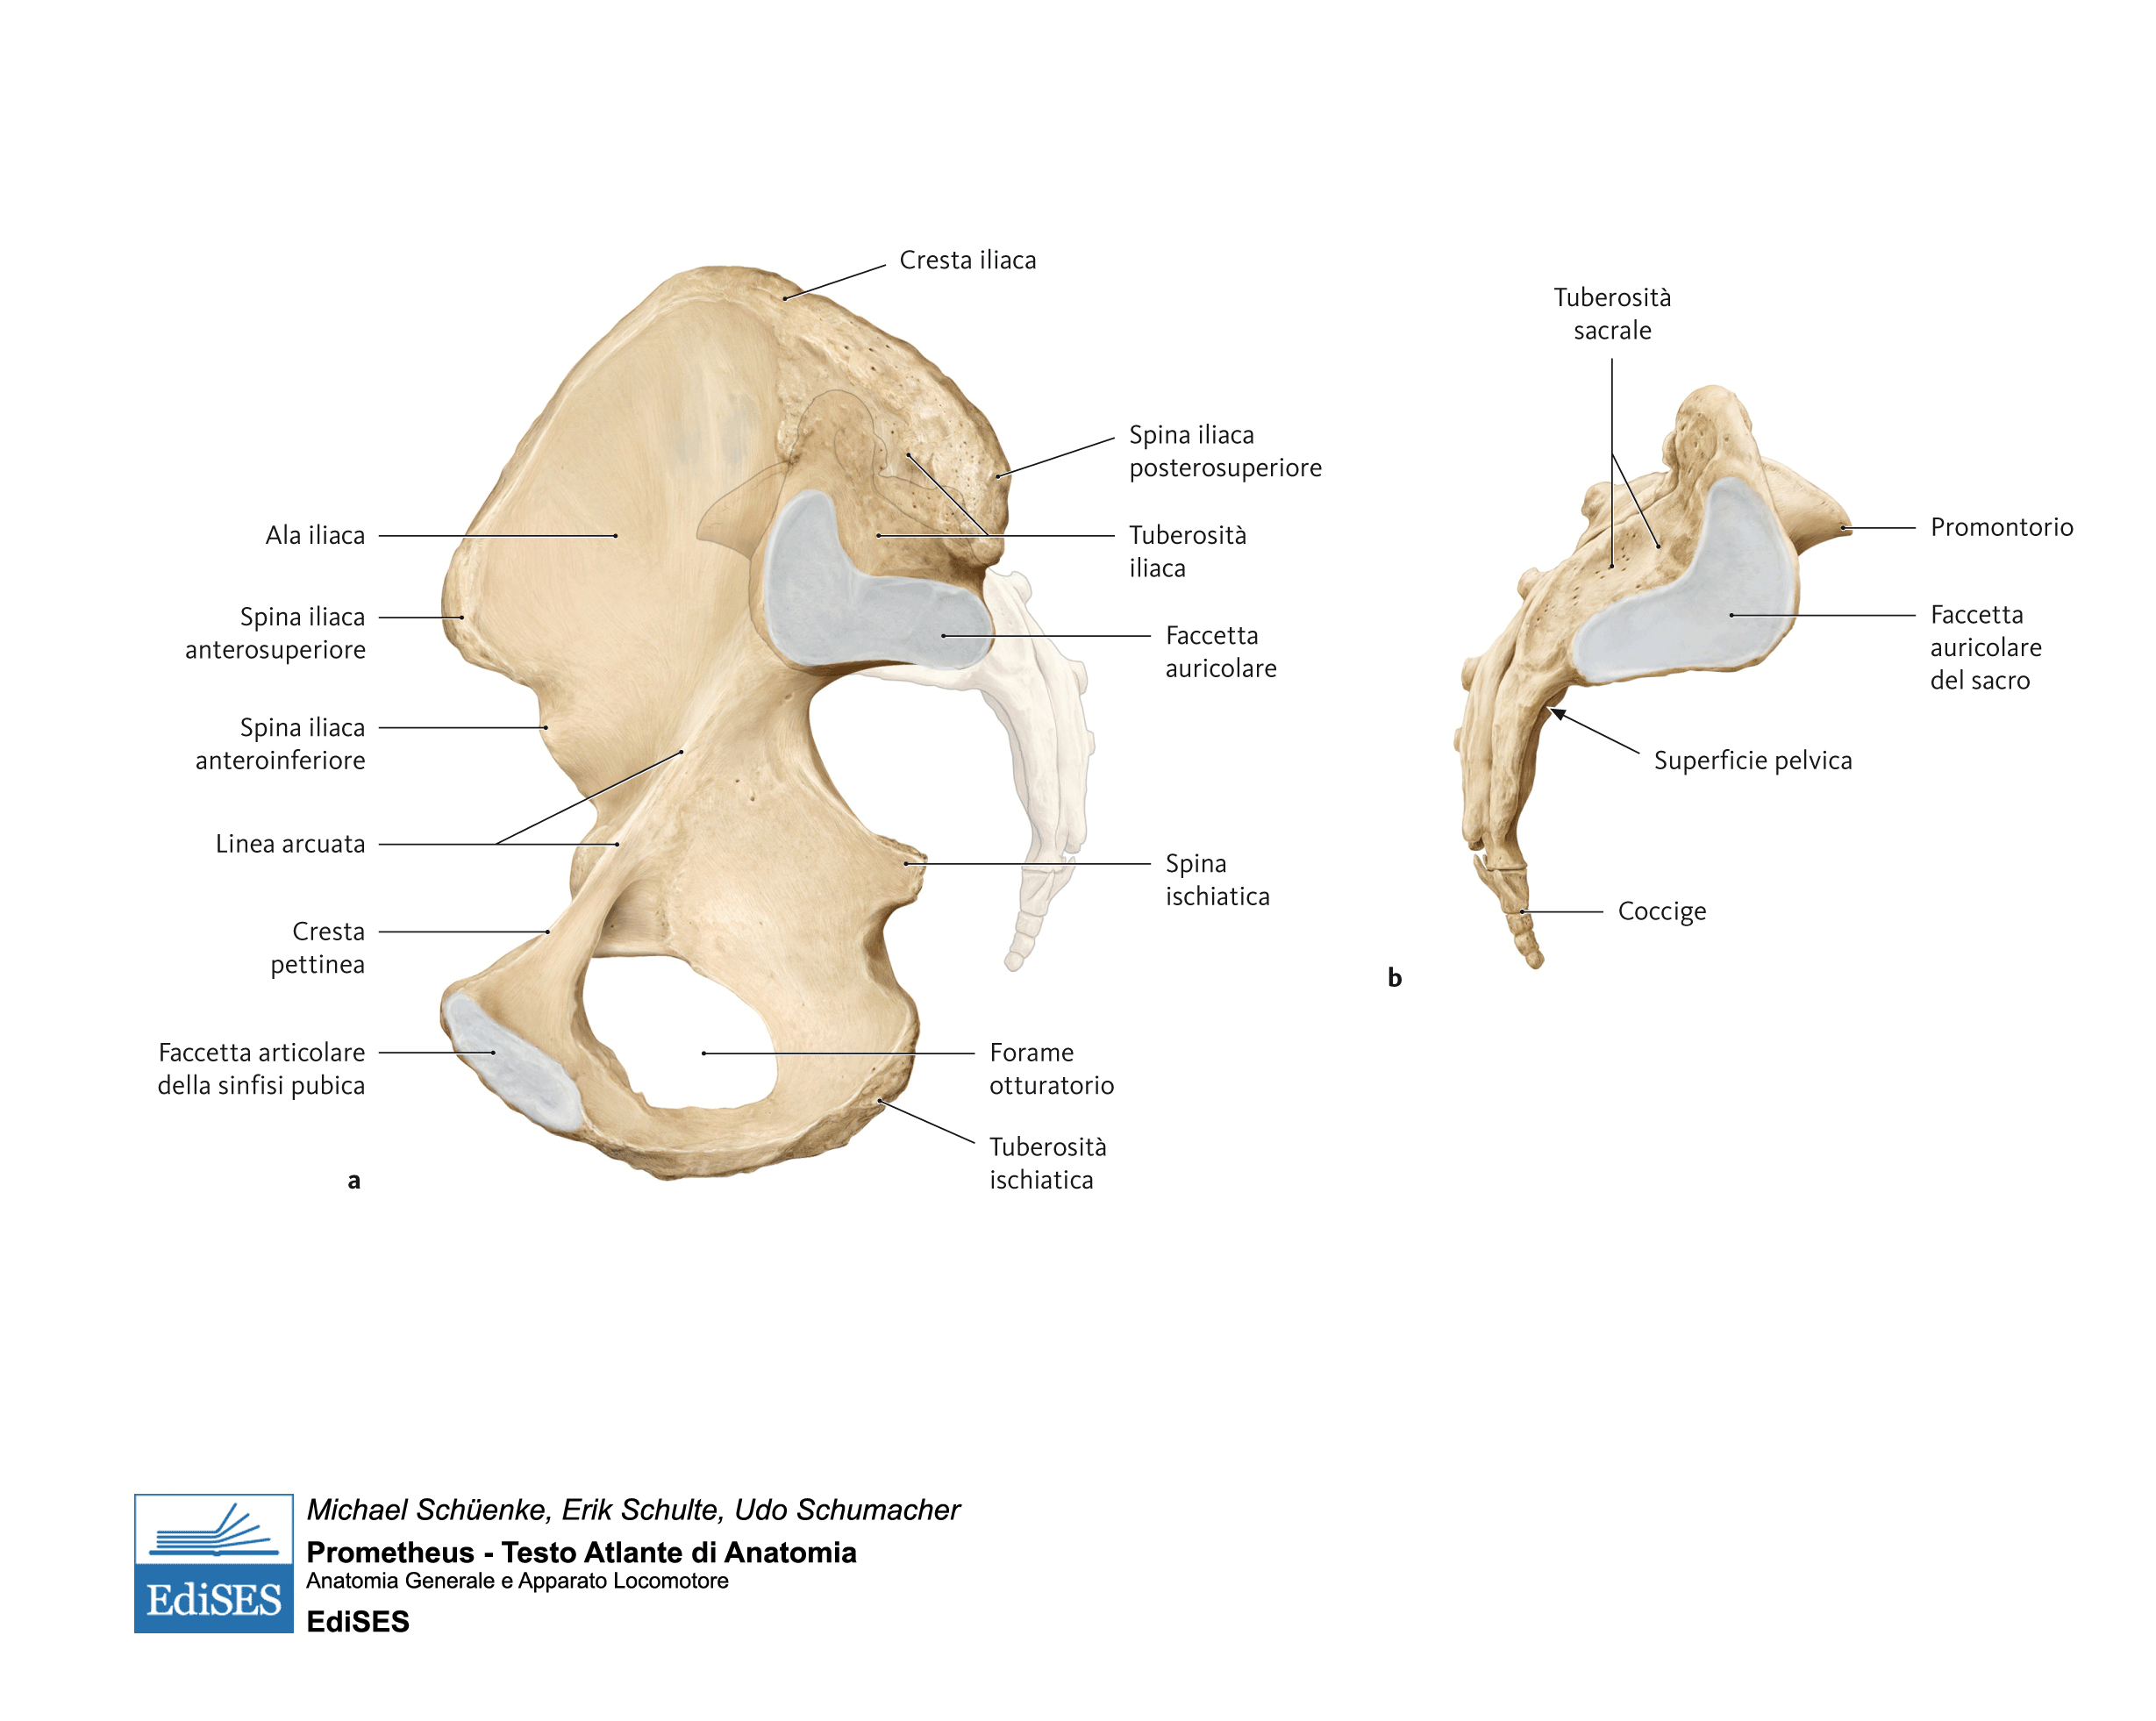 Cresta iliaca
Spina iliaca
posterosuperiore
Tuberosità
iliaca
Faccetta
auricolare
Spina
ischiatica
Forame
otturatorio
Tuberosità
ischiatica
Ala iliaca
Spina iliaca
anterosuperiore
Spina iliaca
anteroinferiore
Linea arcuata
Cresta
pettinea
Faccetta articolare
della sinfisi pubica
a
Tuberosità
sacrale
Promontorio
Faccetta
auricolare
del sacro
Superficie pelvica
Coccige
b
EdiSES
Michael Schüenke, Erik Schulte, Udo Schumacher
Prometheus - Testo Atlante di Anatomia
Anatomia Generale e Apparato Locomotore
EdiSES